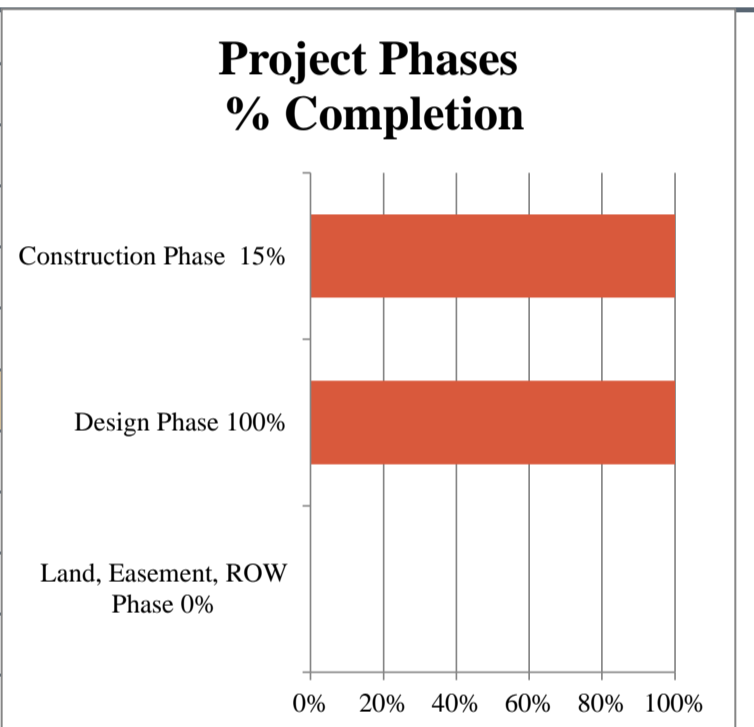 Project Phases
% Completion
Construction Phase  15%
Design Phase 100%
Land, Easement, ROW
Phase 0%
0% 20% 40% 60% 80% 100%